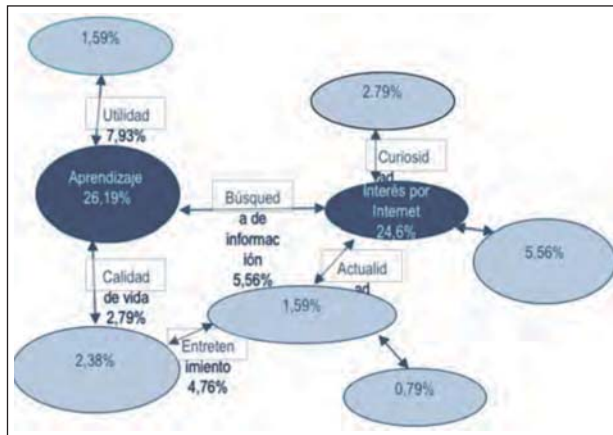 1,59%
Utilidad
7,93%
2.79%
Curiosid
ad
Aprendizaje
26,19%
Búsqued
a de
informac
ión
5,56%
Interés por
Internet
24,6%
5,56%
Calidad
de vida
2,79%
Actualid
ad
1,59%
2,38%
Entreten
imiento
4,76%
0,79%